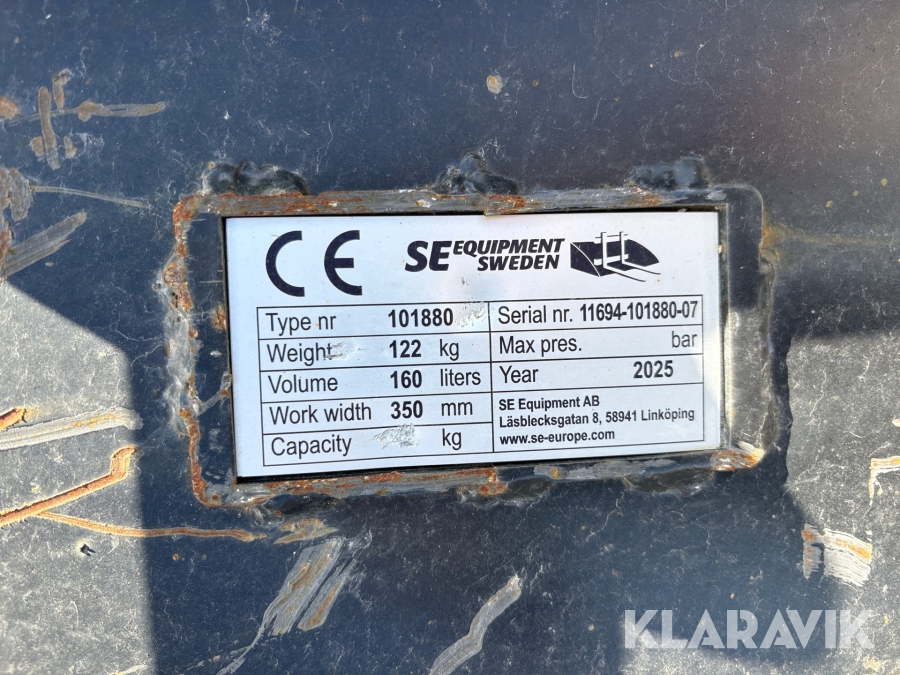 CE SE EQUIPMENT SWEDEN
Type nr 101880 Serial nr. 11694-101880-07
Weight 122 kg Max pres. bar
Volume 160 liters Year 2025
Work width 350 mm SE Equipment AB
Läsblecksgatan 8, 58941 Linköping
Capacity kg www.se-europe.com
KLARAVIK